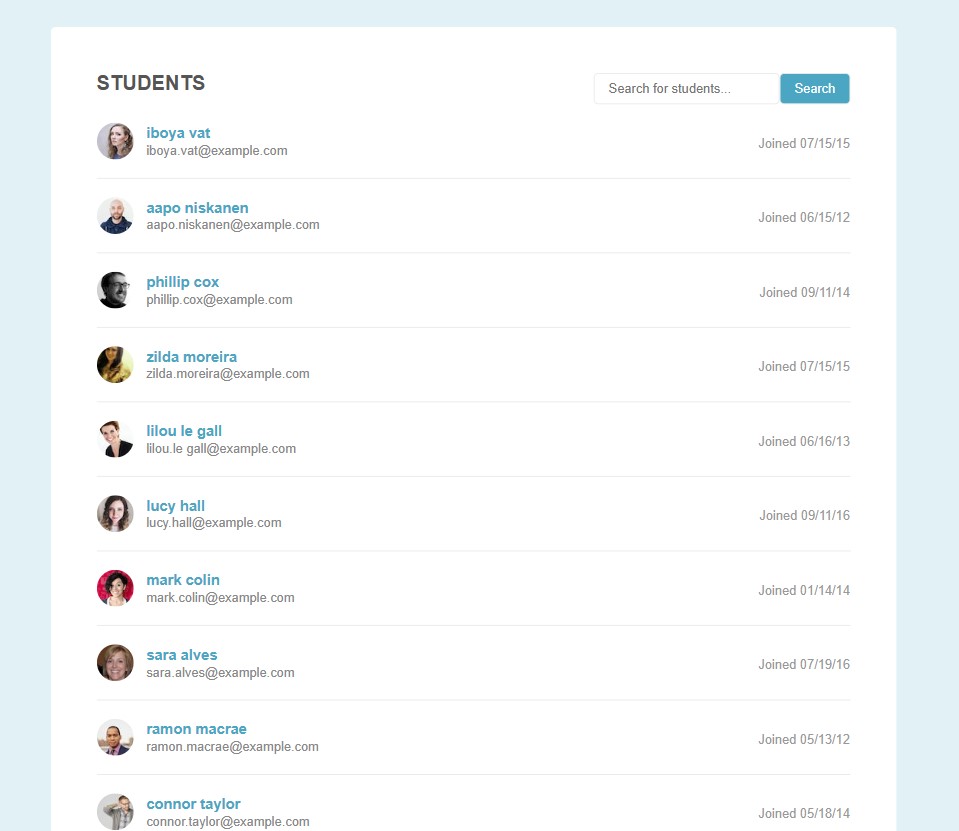 STUDENTS
Search for students...
Search
iboya vat
iboya.vat@example.com
Joined 07/15/15
aapo niskanen
aapo.niskanen@example.com
Joined 06/15/12
phillip cox
phillip.cox@example.com
Joined 09/11/14
zilda moreira
zilda.moreira@example.com
Joined 07/15/15
lilou le gall
lilou.le gall@example.com
Joined 06/16/13
lucy hall
lucy.hall@example.com
Joined 09/11/16
mark colin
mark.colin@example.com
Joined 01/14/14
sara alves
sara.alves@example.com
Joined 07/19/16
ramon macrae
ramon.macrae@example.com
Joined 05/13/12
connor taylor
connor.taylor@example.com
Joined 05/18/14